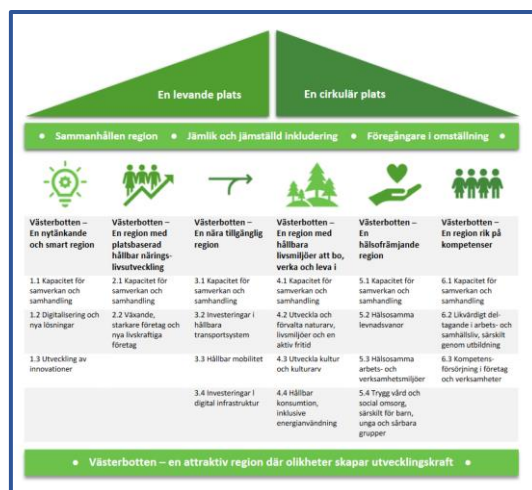 En levande plats
En cirkulär plats
● Sammanhållen region ● Jämlik och jämställd inkludering ● Föregångare i omställning ●
Västerbotten –
En nytänkande
och smart region
1.1 Kapacitet för
samverkan och
samhandling
1.2 Digitalisering och
nya lösningar
1.3 Utveckling av
innovationer
Västerbotten –
En region med
platsbaserad
hållbar närings-
livsutveckling
2.1 Kapacitet för
samverkan och
samhandling
2.2 Växande,
starkare företag och
nya livskraftiga
företag
Västerbotten –
En nära tillgänglig
region
3.1 Kapacitet för
samverkan och
samhandling
3.2 Investeringar i
hållbara
transportsystem
3.3 Hållbar mobilitet
3.4 Investeringar i
digital infrastruktur
Västerbotten –
En region med
hållbara
livsmiljöer att bo,
verka och leva i
4.1 Kapacitet för
samverkan och
samhandling
4.2 Utveckla och
förvalta naturarv,
livsmiljöer och en
aktiv fritid
4.3 Utveckla kultur
och kulturarv
4.4 Hållbar
konsumtion,
inklusive
energianvändning
Västerbotten –
En
hälsofrämjande
region
5.1 Kapacitet för
samverkan och
samhandling
5.2 Hälsosamma
levnadsvanor
5.3 Hälsosamma
arbets- och
verksamhetsmiljöer
5.4 Trygg vård och
social omsorg,
särskilt för barn,
unga och sårbara
grupper
Västerbotten –
En region rik på
kompetenser
6.1 Kapacitet för
samverkan och
samhandling
6.2 Likvärdigt del-
tagande i arbets- och
samhällsliv, särskilt
genom utbildning
6.3 Kompetens-
försörjning i företag
och verksamheter
● Västerbotten – en attraktiv region där olikheter skapar utvecklingskraft ●